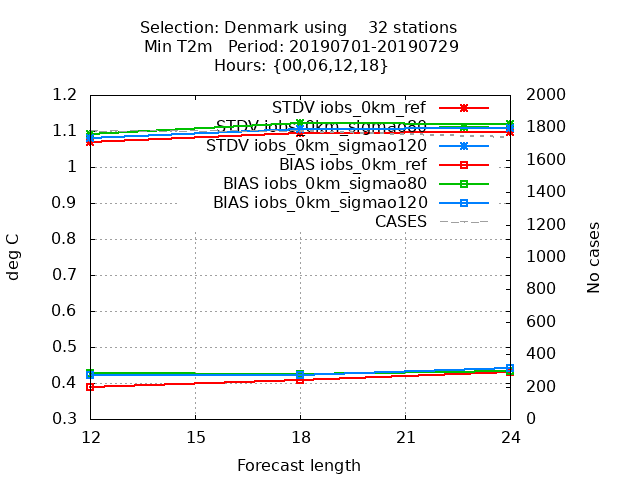 Selection: Denmark using 32 stations
Min T2m Period: 20190701-20190729
Hours: {00,06,12,18}
1.2
1.1
1
0.9
0.8
0.7
0.6
0.5
0.4
0.3
deg C
STDV iobs_0km_ref
STDV iobs_0km_sigmao80
STDV iobs_0km_sigmao120
BIAS iobs_0km_ref
BIAS iobs_0km_sigmao80
BIAS iobs_0km_sigmao120
CASES
2000
1800
1600
1400
1200
1000
800
600
400
200
0
No cases
12 15 18 21 24
Forecast length